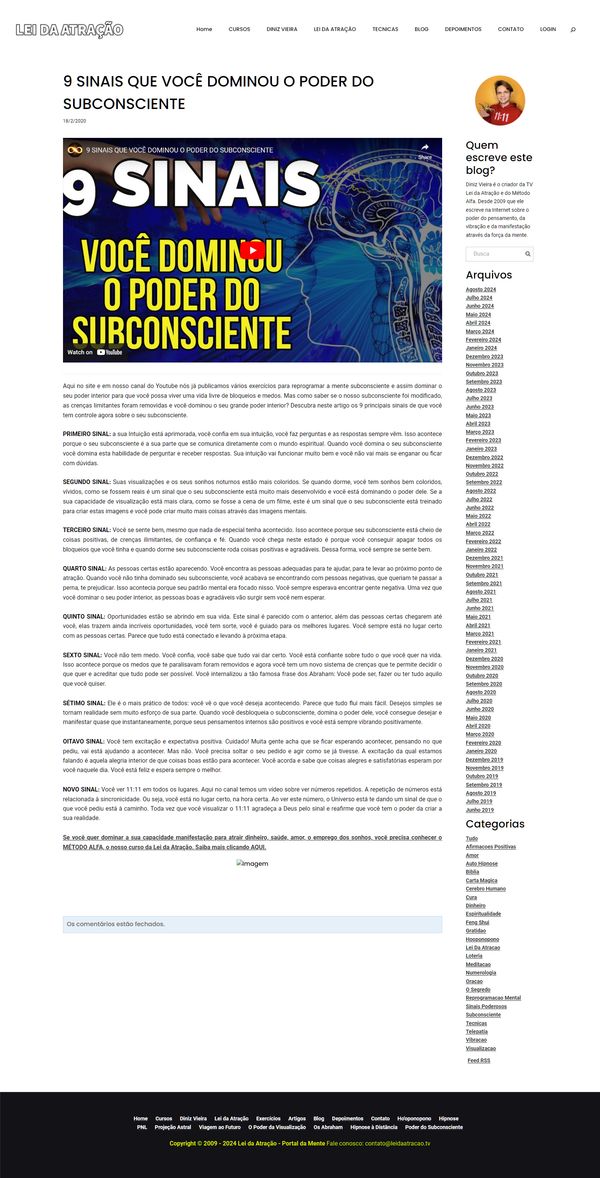 LEI DA ATRAÇÃO
Home CURSOS DINIZ VIEIRA LEI DA ATRAÇÃO TECNICAS BLOG DEPOIMENTOS CONTATO LOGIN
9 SINAIS QUE VOCÊ DOMINOU O PODER DO
SUBCONSCIENTE
18/2/2020
9 SINAIS QUE VOCÊ DOMINOU O PODER DO SUBCONSCIENTE
Share
9 SINAIS
VOCÊ DOMINOU
O PODER DO
SUBCONSCIENTE
Watch on YouTube
Aqui no site e em nosso canal do Youtube nós já publicamos vários exercícios para reprogramar a mente subconsciente e assim dominar o
seu poder interior para que você possa viver uma vida livre de bloqueios e medos. Mas como saber se o nosso subconsciente foi modificado,
as crenças limitantes foram removidas e você dominou o seu grande poder interior? Descubra neste artigo os 9 principais sinais de que você
tem controle agora sobre o seu subconsciente.
PRIMEIRO SINAL: a sua intuição está aprimorada, você confia em sua intuição, você faz perguntas e as respostas sempre vêm. Isso acontece
porque o seu subconsciente é a sua parte que se comunica diretamente com o mundo espiritual. Quando você domina o seu subconsciente
você domina esta habilidade de perguntar e receber respostas. Sua intuição vai funcionar muito bem e você não vai mais se enganar ou ficar
com dúvidas.
SEGUNDO SINAL: Suas visualizações e os seus sonhos noturnos estão mais coloridos. Se quando dorme, você tem sonhos bem coloridos,
vívidos, como se fossem reais é um sinal que o seu subconsciente está muito mais desenvolvido e você está dominando o poder dele. Se a
sua capacidade de visualização está mais clara, como se fosse a cena de um filme, este é um sinal que o seu subconsciente está treinado
para criar estas imagens e você pode criar muito mais coisas através das imagens mentais.
TERCEIRO SINAL: Você se sente bem, mesmo que nada de especial tenha acontecido. Isso acontece porque seu subconsciente está cheio de
coisas positivas, de crenças ilimitantes, de confiança e fé. Quando você chega neste estado é porque você conseguir apagar todos os
bloqueios que você tinha e quando dorme seu subconsciente roda coisas positivas e agradáveis. Dessa forma, você sempre se sente bem.
QUARTO SINAL: As pessoas certas estão aparecendo. Você encontra as pessoas adequadas para te ajudar, para te levar ao próximo ponto de
atração. Quando você não tinha dominado seu subconsciente, você acabava se encontrando com pessoas negativas, que queriam te passar a
perna, te prejudicar. Isso acontecia porque seu padrão mental era focado nisso. Você sempre esperava encontrar gente negativa. Uma vez que
você dominar o seu poder interior, as pessoas boas e agradáveis vão surgir sem você nem esperar.
QUINTO SINAL: Oportunidades estão se abrindo em sua vida. Este sinal é parecido com o anterior, além das pessoas certas chegarem até
você, elas trazem ainda incríveis oportunidades, você tem sorte, você é guiado para os melhores lugares. Você sempre está no lugar certo
com as pessoas certas. Parece que tudo está conectado e levando à próxima etapa.
SEXTO SINAL: Você não tem medo. Você confia, você sabe que tudo vai dar certo. Você está confiante sobre tudo o que você quer na vida.
Isso acontece porque os medos que te paralisavam foram removidos e agora você tem um novo sistema de crenças que te permite decidir o
que quer e acreditar que tudo pode ser possível. Você internalizou a tão famosa frase dos Abraham: Você pode ser, fazer ou ter tudo aquilo
que você quiser.
SÉTIMO SINAL: Ele é o mais prático de todos: você vê o que você deseja acontecendo. Parece que tudo flui mais fácil. Desejos simples se
tornam realidade sem muito esforço de sua parte. Quando você desbloqueia o subconsciente, domina o poder dele, você consegue desejar e
manifestar quase que instantaneamente, porque seus pensamentos internos são positivos e você está sempre vibrando positivamente.
OITAVO SINAL: Você tem excitação e expectativa positiva. Cuidado! Muita gente acha que se ficar esperando acontecer, pensando no que
pediu, vai está ajudando a acontecer. Mas não. Você precisa soltar o seu pedido e agir como se já tivesse. A excitação da qual estamos
falando é aquela alegria interior de que coisas boas estão para acontecer. Você acorda e sabe que coisas alegres e satisfatórias esperam por
você naquele dia. Você está feliz e espera sempre o melhor.
NOVO SINAL: Você ver 11:11 em todos os lugares. Aqui no canal temos um vídeo sobre ver números repetidos. A repetição de números está
relacionada à sincronicidade. Ou seja, você está no lugar certo, na hora certa. Ao ver este número, o Universo está te dando um sinal de que o
que você pediu está à caminho. Toda vez que você visualizar o 11:11 agradeça a Deus pelo sinal e reafirme que você tem o poder da criar a
sua realidade.
Se você quer dominar a sua capacidade manifestação para atrair dinheiro, saúde, amor, o emprego dos sonhos, você precisa conhecer o
MÉTODO ALFA, o nosso curso da Lei da Atração. Saiba mais clicando AQUI.
Imagem
Os comentários estão fechados.
11:11
Quem
escreve este
blog?
Diniz Vieira é o criador da TV
Lei da Atração e do Método
Alfa. Desde 2009 que ele
escreve na Internet sobre o
poder do pensamento, da
vibração e da manifestação
através da força da mente.
Busca
Arquivos
Agosto 2024
Julho 2024
Junho 2024
Maio 2024
Abril 2024
Março 2024
Fevereiro 2024
Janeiro 2024
Dezembro 2023
Novembro 2023
Outubro 2023
Setembro 2023
Agosto 2023
Julho 2023
Junho 2023
Maio 2023
Abril 2023
Março 2023
Fevereiro 2023
Janeiro 2023
Dezembro 2022
Novembro 2022
Outubro 2022
Setembro 2022
Agosto 2022
Julho 2022
Junho 2022
Maio 2022
Abril 2022
Março 2022
Fevereiro 2022
Janeiro 2022
Dezembro 2021
Novembro 2021
Outubro 2021
Setembro 2021
Agosto 2021
Julho 2021
Junho 2021
Maio 2021
Abril 2021
Março 2021
Fevereiro 2021
Janeiro 2021
Dezembro 2020
Novembro 2020
Outubro 2020
Setembro 2020
Agosto 2020
Julho 2020
Junho 2020
Maio 2020
Abril 2020
Março 2020
Fevereiro 2020
Janeiro 2020
Dezembro 2019
Novembro 2019
Outubro 2019
Setembro 2019
Agosto 2019
Julho 2019
Junho 2019
Categorias
Tudo
Afirmacoes Positivas
Amor
Auto Hipnose
Biblia
Carta Magica
Cerebro Humano
Cura
Dinheiro
Espiritualidade
Feng Shui
Gratidao
Hooponopono
Lei Da Atracao
Loteria
Meditacao
Numerologia
Oracao
O Segredo
Reprogramacao Mental
Sinais Poderosos
Subconsciente
Tecnicas
Telepatia
Vibracao
Visualizacao
Feed RSS
Home Cursos Diniz Vieira Lei da Atração Exercícios Artigos Blog Depoimentos Contato Ho'oponopono Hipnose
PNL Projeção Astral Viagem ao Futuro O Poder da Visualização Os Abraham Hipnose à Distância Poder do Subconsciente
Copyright © 2009 - 2024 Lei da Atração - Portal da Mente Fale conosco: contato@leidaatracao.tv